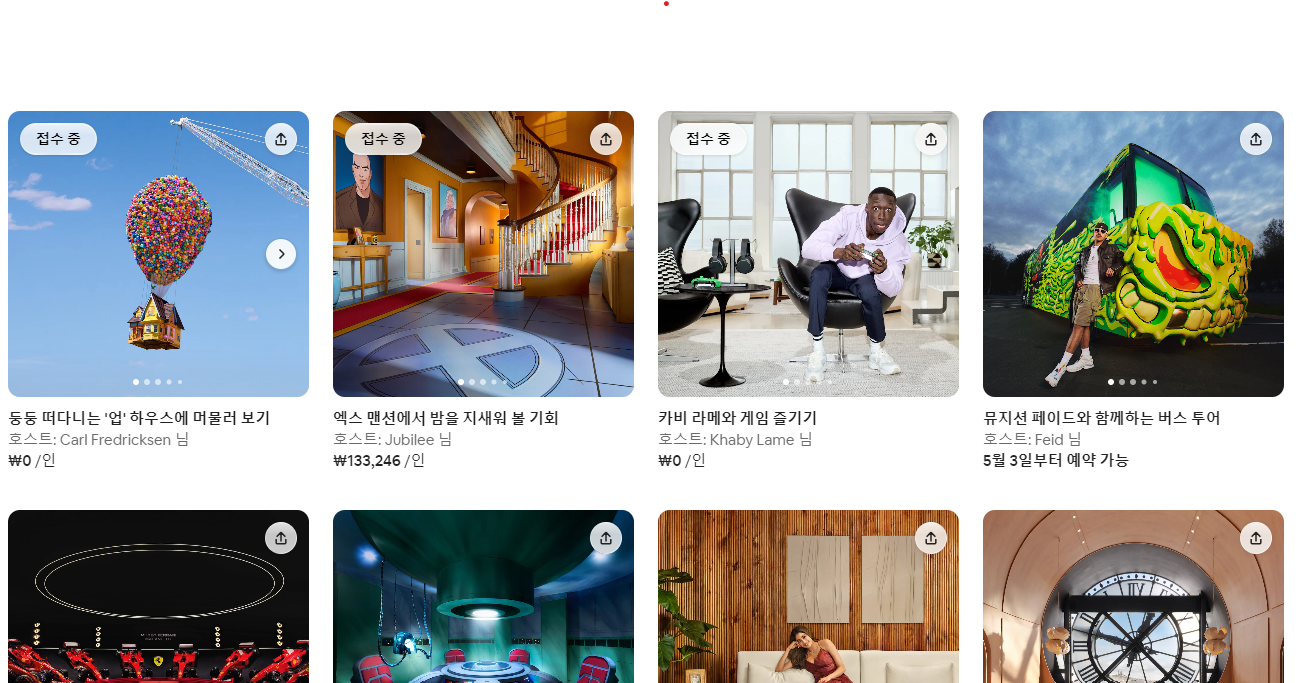 접수 중
접수 중
접수 중
둥둥 떠다니는 '업' 하우스에 머물러 보기
호스트: Carl Fredricksen 님
₩0 /인
엑스 맨션에서 밤을 지새워 볼 기회
호스트: Jubilee 님
₩133,246 /인
카비 라메와 게임 즐기기
호스트: Khaby Lame 님
₩0 /인
뮤지션 페이드와 함께하는 버스 투어
호스트: Feid 님
5월 3일부터 예약 가능